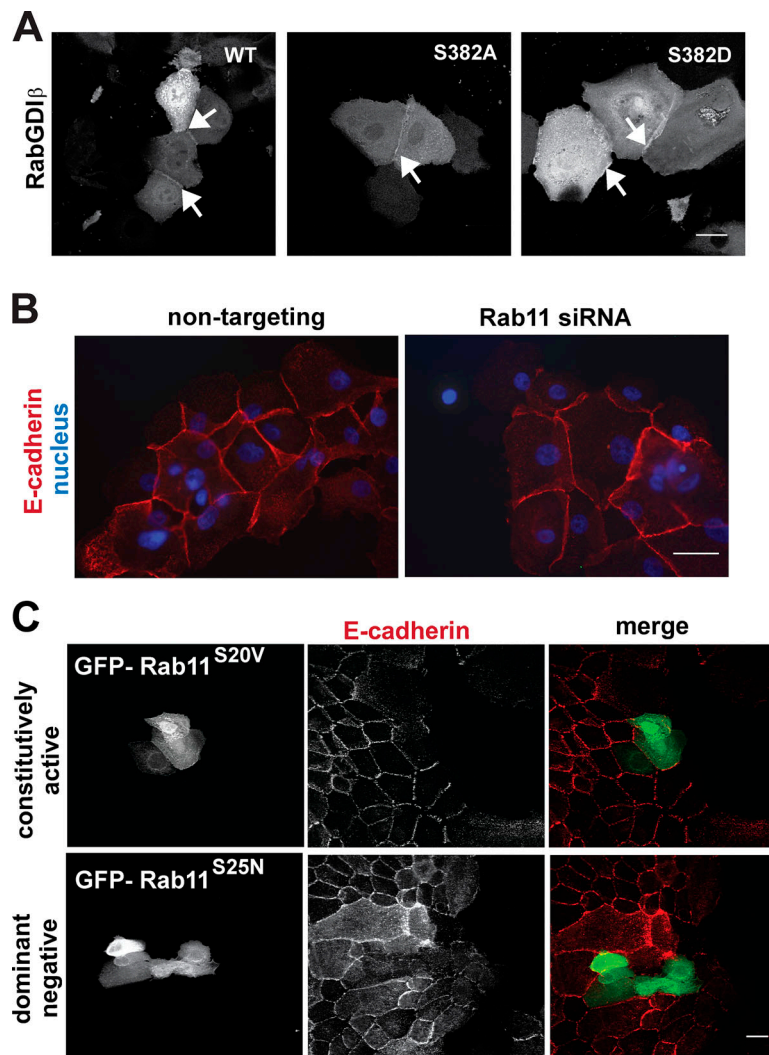 A
WT
S382A
S382D
RabGDIβ
B
non-targeting
Rab11 siRNA
E-cadherin
nucleus
C
E-cadherin
merge
GFP- Rab11S20V
constitutively
active
GFP- Rab11S25N
dominant
negative